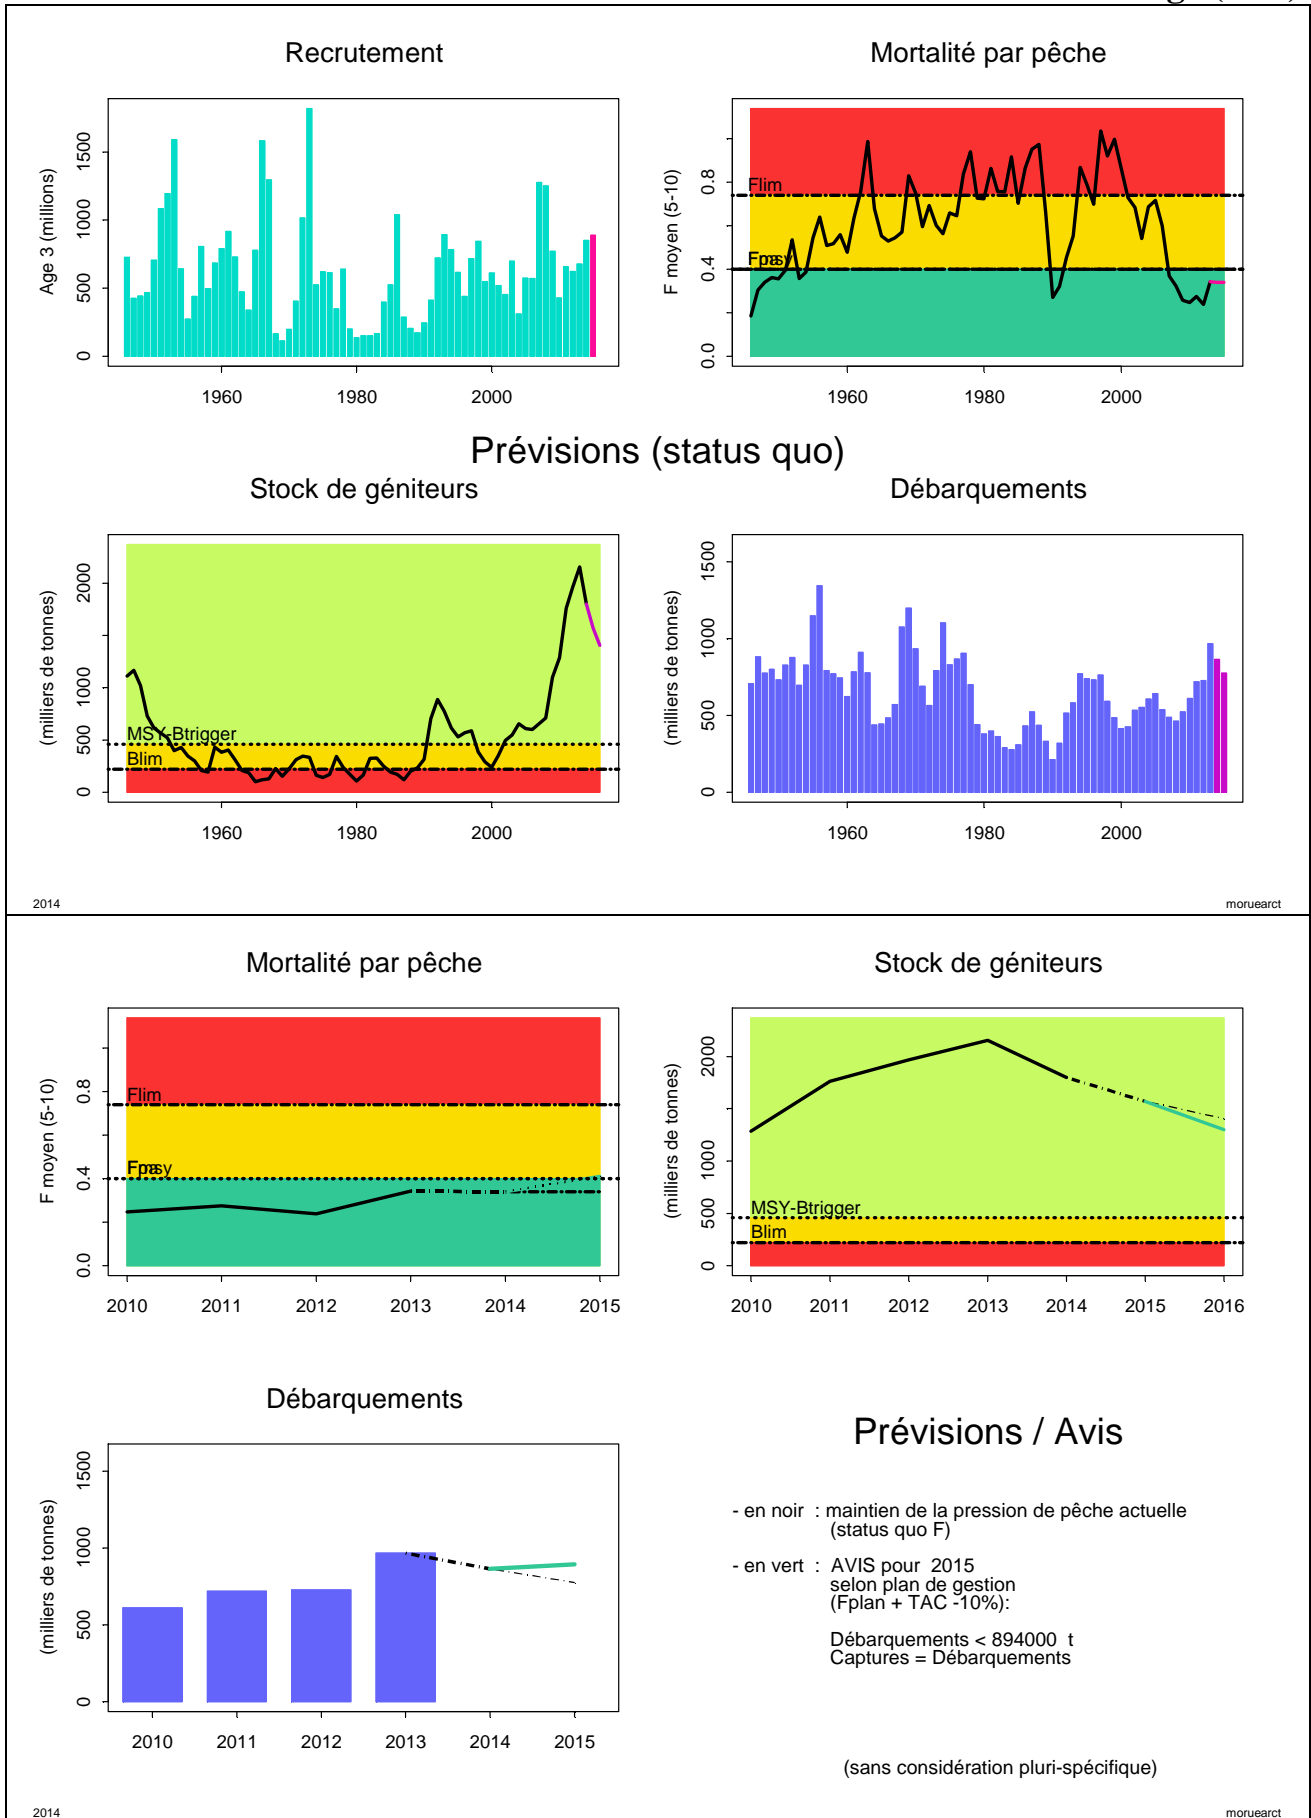 Recrutement
Age 3 (millions)
0 500 1000 1500
1960 1980 2000
Mortalité par pêche
F moyen (5-10)
0.0 0.4 0.8
Flim
1960 1980 2000
Prévisions (status quo)
Stock de géniteurs
(milliers de tonnes)
0 500 1000 2000
MSY-Btrigger
Blim
1960 1980 2000
Débarquements
(milliers de tonnes)
0 500 1000 1500
1960 1980 2000
2014
moruearct
Mortalité par pêche
F moyen (5-10)
0.0 0.4 0.8
Flim
2010 2011 2012 2013 2014 2015
Stock de géniteurs
(milliers de tonnes)
0 500 1000 2000
MSY-Btrigger
Blim
2010 2011 2012 2013 2014 2015 2016
Débarquements
(milliers de tonnes)
0 500 1000 1500
2010 2011 2012 2013 2014 2015
Prévisions / Avis
- en noir : maintien de la pression de pêche actuelle
(status quo F)
- en vert : AVIS pour 2015
selon plan de gestion
(Fplan + TAC -10%):
Débarquements < 894000 t
Captures = Débarquements
(sans considération pluri-spécifique)
2014
moruearct